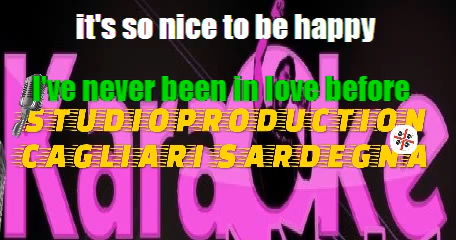 it's so nice to be happy
I've never been in love before
STUDIOPRODUCTION
CAGLIARI SARDEGNA
Karaoke